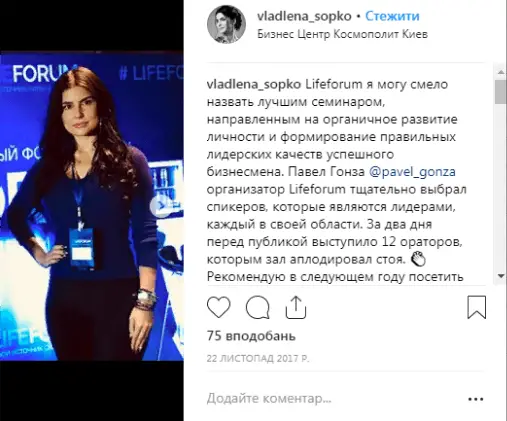 FORUM
# LIFEF
ЫЙ ФО
vladlena_sopko • Стежити
Бизнес Центр Космополит Киев
vladlena_sopko Lifeforum я могу смело
назвать лучшим семинаром,
направленным на органичное развитие
личности и формирование правильных
лидерских качеств успешного
бизнесмена. Павел Гонза @pavel_gonza
организатор Lifeforum тщательно выбрал
спикеров, которые являются лидерами,
каждый в своей области. За два дня
перед публикой выступило 12 ораторов,
которым зал аплодировал стоя. 👏
Рекомендую в следующем году посетить
75 вподобань
22 ЛИСТОПАД 2017 Р.
Додайте коментар...